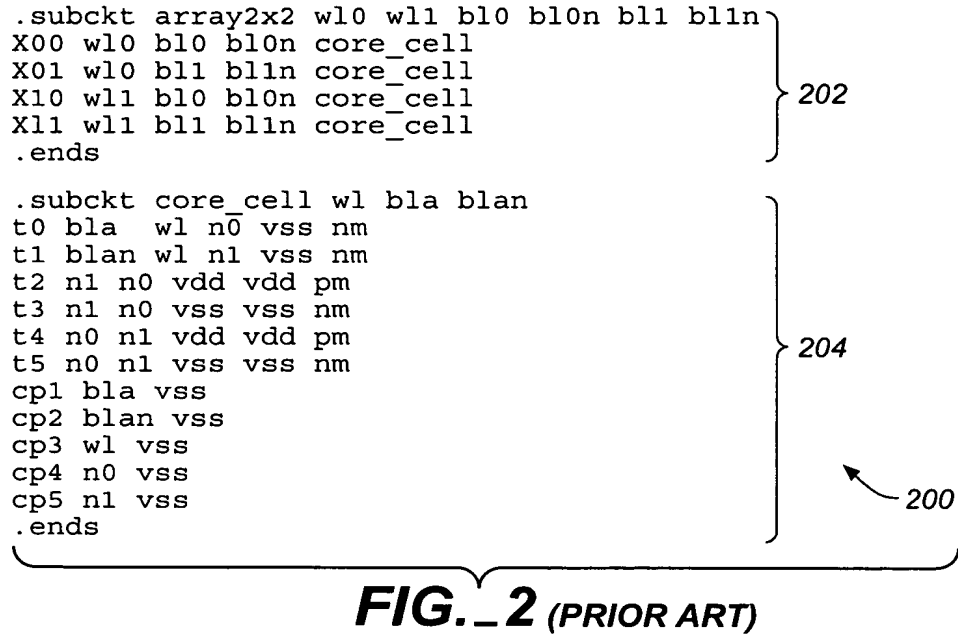 .subckt array2x2 wl0 wl1 bl0 bl0n bl1 bl1n
X00 wl0 bl0 bl0n core_cell
X01 wl0 bl1 bl1n core_cell
X10 wl1 bl0 bl0n core_cell
X11 wl1 bl1 bl1n core_cell
.ends
202
.subckt core_cell wl bla blan
t0 bla wl n0 vss nm
t1 blan wl n1 vss nm
t2 n1 n0 vdd vdd pm
t3 n1 n0 vss vss nm
t4 n0 n1 vdd vdd pm
t5 n0 n1 vss vss nm
cp1 bla vss
cp2 blan vss
cp3 wl vss
cp4 n0 vss
cp5 n1 vss
.ends
204
200
FIG._2 (PRIOR ART)